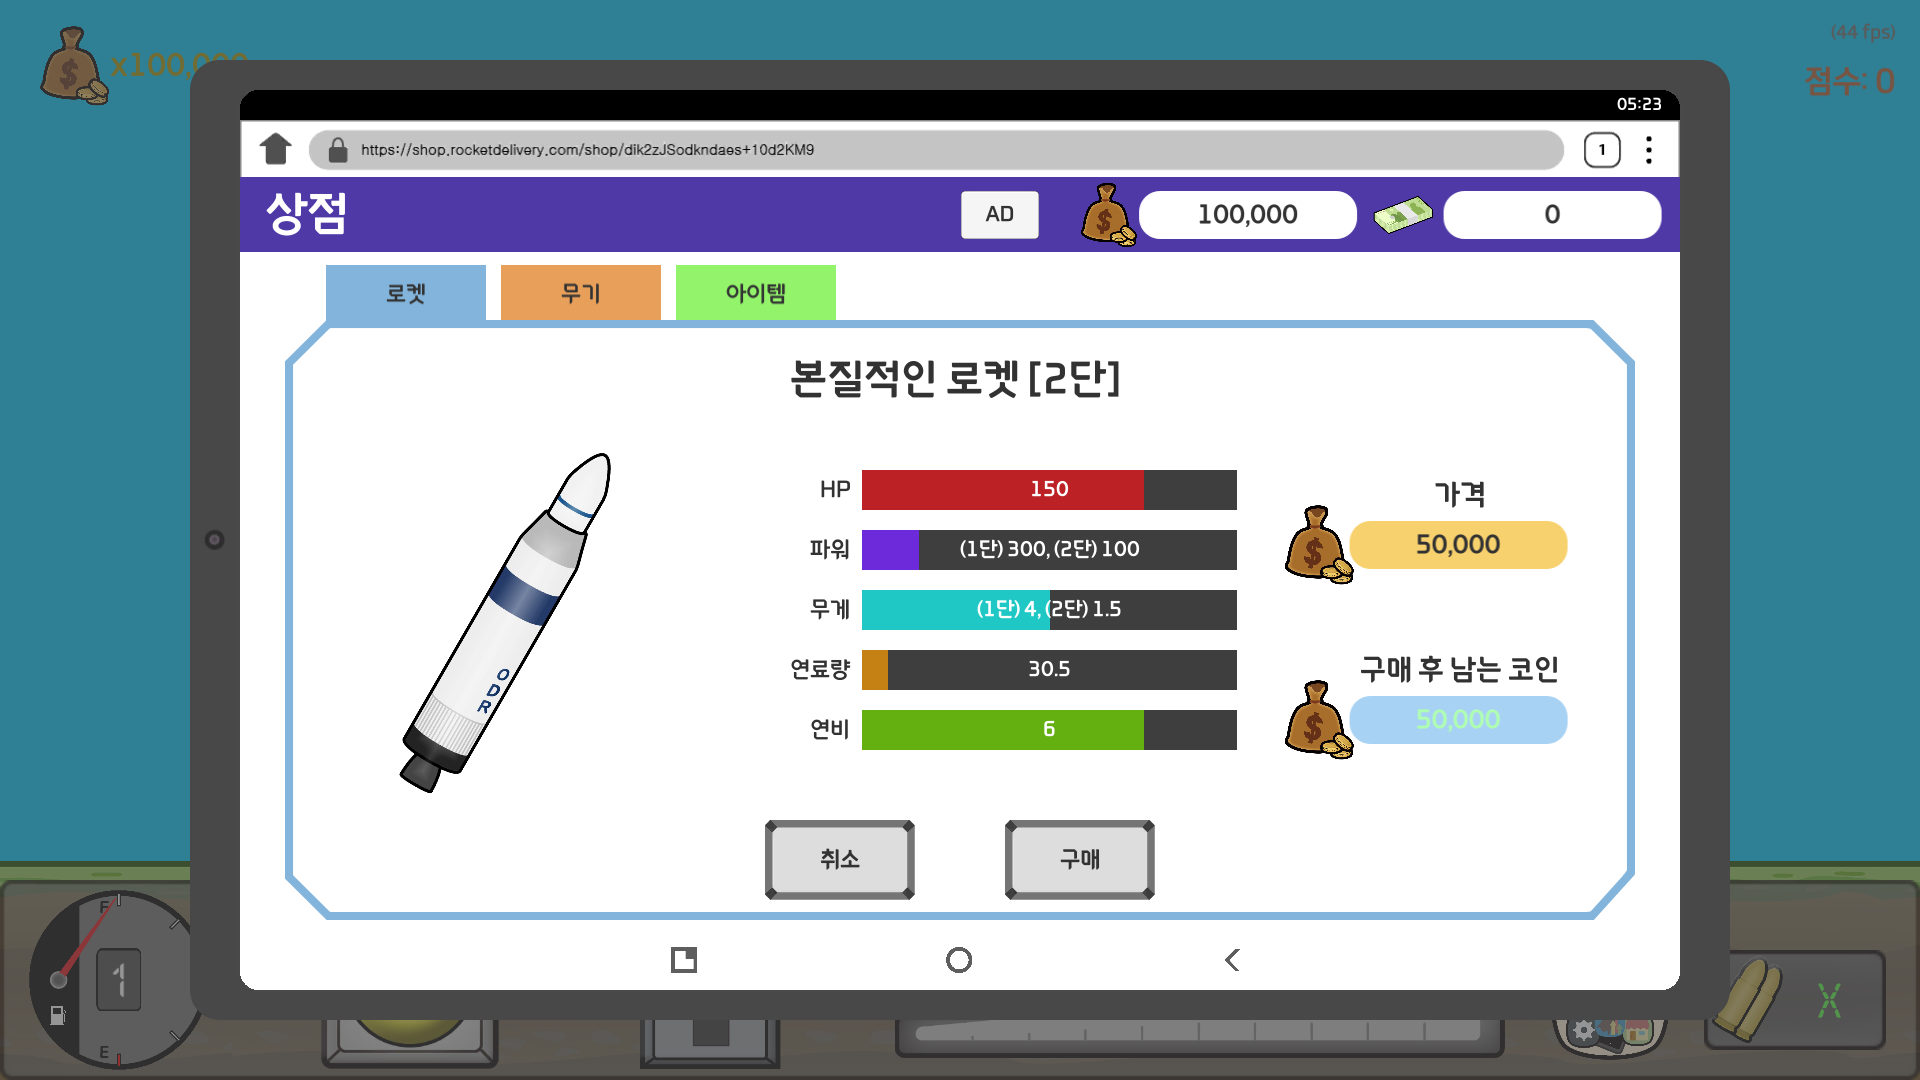 (44 fps)
점수: 0
05:23
https://shop.rocketdelivery.com/shop/dik2zJSodkndaes+10d2KM9
1
상점
AD
100,000
0
로켓
무기
아이템
본질적인 로켓 [2단]
HP
150
파워
(1단) 300, (2단) 100
무게
(1단) 4, (2단) 1.5
연료량
30.5
연비
6
가격
50,000
구매 후 남는 코인
50,000
ODR
취소
구매
F
1
E
X